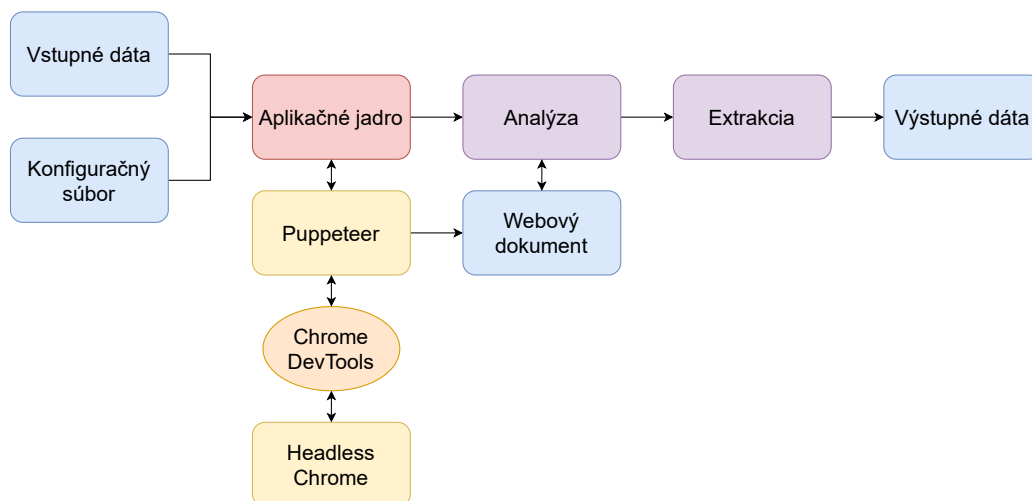 Vstupné dáta
Aplikačné jadro
Analýza
Extrakcia
Výstupné dáta
Konfiguračný
súbor
Puppeteer
Webový
dokument
Chrome
DevTools
Headless
Chrome